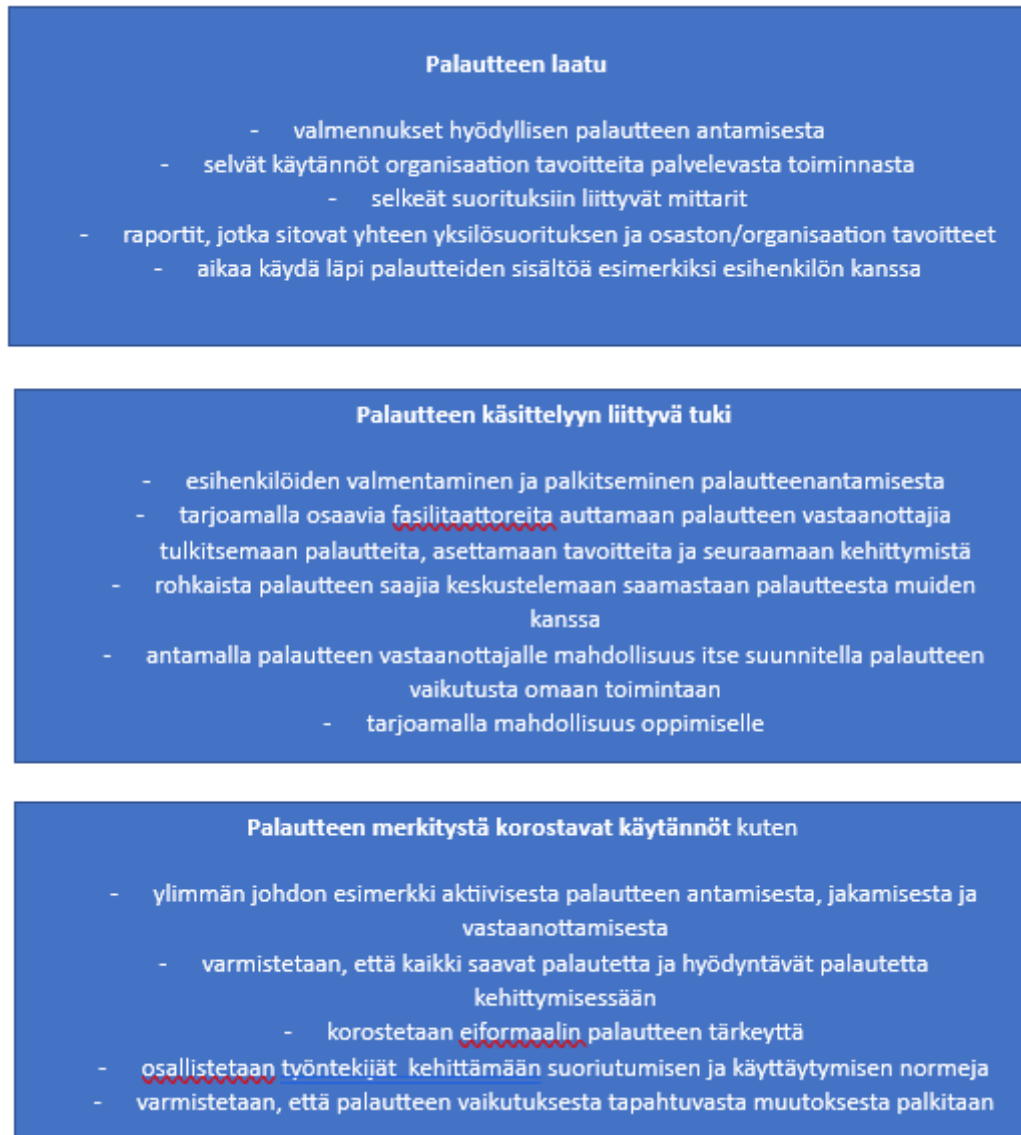 Palautteen laatu
- valmennukset hyödyllisen palautteen antamisesta
- selvät käytännöt organisaation tavoitteita palvelevasta toiminnasta
- selkeät suorituksiin liittyvät mittarit
- raportit, jotka sitovat yhteen yksilösuorituksen ja osaston/organisaation tavoitteet
- aikaa käydä läpi palautteiden sisältöä esimerkiksi esihenkilön kanssa
Palautteen käsittelyyn liittyvä tuki
- esihenkilöiden valmentaminen ja palkitseminen palautteenantamisesta
- tarjoamalla osaavia fasilitaattoreita auttamaan palautteen vastaanottajia
tulkitsemaan palautteita, asettamaan tavoitteita ja seuraamaan kehittymistä
- rohkaista palautteen saajia keskustelemaan saamastaan palautteesta muiden
kanssa
- antamalla palautteen vastaanottajalle mahdollisuus itse suunnitella palautteen
vaikutusta omaan toimintaan
- tarjoamalla mahdollisuus oppimiselle
Palautteen merkitystä korostavat käytännöt kuten
- ylimmän johdon esimerkki aktiivisesta palautteen antamisesta, jakamisesta ja
vastaanottamisesta
- varmistetaan, että kaikki saavat palautetta ja hyödyntävät palautetta
kehittymisessään
- korostetaan eiformaalin palautteen tärkeyttä
- osallistetaan työntekijät kehittämään suoriutumisen ja käyttäytymisen normeja
- varmistetaan, että palautteen vaikutuksesta tapahtuvasta muutoksesta palkitaan